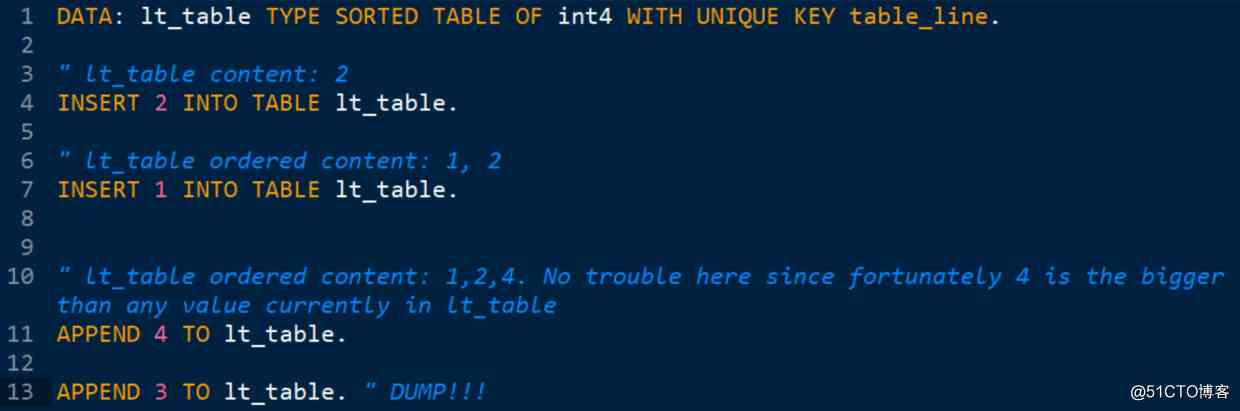 1 DATA: lt_table TYPE SORTED TABLE OF int4 WITH UNIQUE KEY table_line.
2
3 " lt_table content: 2
4 INSERT 2 INTO TABLE lt_table.
5
6 " lt_table ordered content: 1, 2
7 INSERT 1 INTO TABLE lt_table.
8
9
10 " lt_table ordered content: 1,2,4. No trouble here since fortunately 4 is the bigger
than any value currently in lt_table
11 APPEND 4 TO lt_table.
12
13 APPEND 3 TO lt_table. " DUMP!!!
@51CTO博客